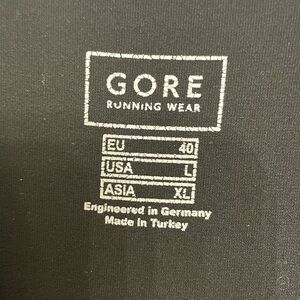 GORE
RUNNING WEAR
EU 40
USA L
ASIA XL
Engineered in Germany
Made in Turkey